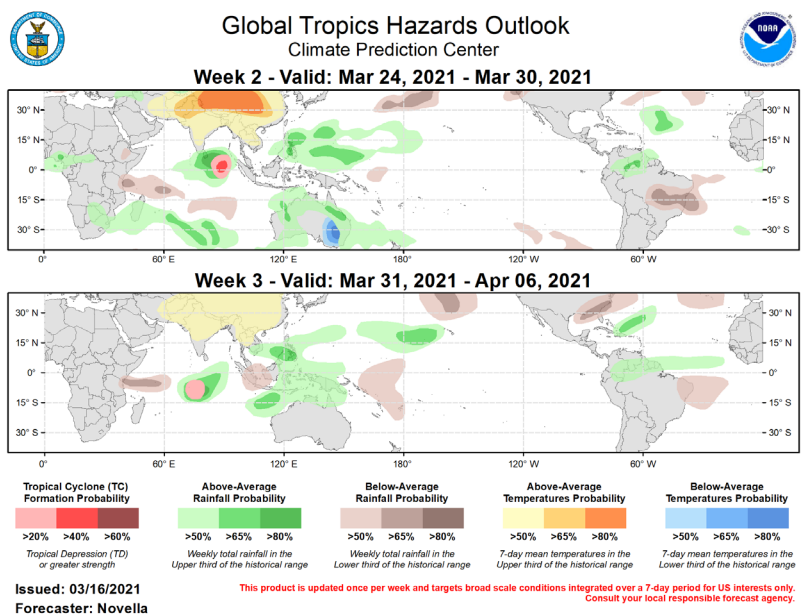 Global Tropics Hazards Outlook
Climate Prediction Center
NOAA
Week 2 - Valid: Mar 24, 2021 - Mar 30, 2021
30° N 30° N
15° N 15° N
0° 0°
15° S 15° S
30° S 30° S
Week 3 - Valid: Mar 31, 2021 - Apr 06, 2021
30° N 30° N
15° N 15° N
0° 0°
15° S 15° S
30° S 30° S
0° 60° E 120° E 180° 120° W 60° W
Tropical Cyclone (TC)
Formation Probability
>20% >40% >60%
Tropical Depression (TD)
or greater strength
Above-Average
Rainfall Probability
>50% >65% >80%
Weekly total rainfall in the
Upper third of the historical range
Below-Average
Rainfall Probability
>50% >65% >80%
Weekly total rainfall in the
Lower third of the historical range
Above-Average
Temperatures Probability
>50% >65% >80%
7-day mean temperatures in the
Upper third of the historical range
Below-Average
Temperatures Probability
>50% >65% >80%
7-day mean temperatures in the
Lower third of the historical range
Issued: 03/16/2021
Forecaster: Novella
This product is updated once per week and targets broad scale conditions integrated over a 7-day period for US interests only.
Consult your local responsible forecast agency.